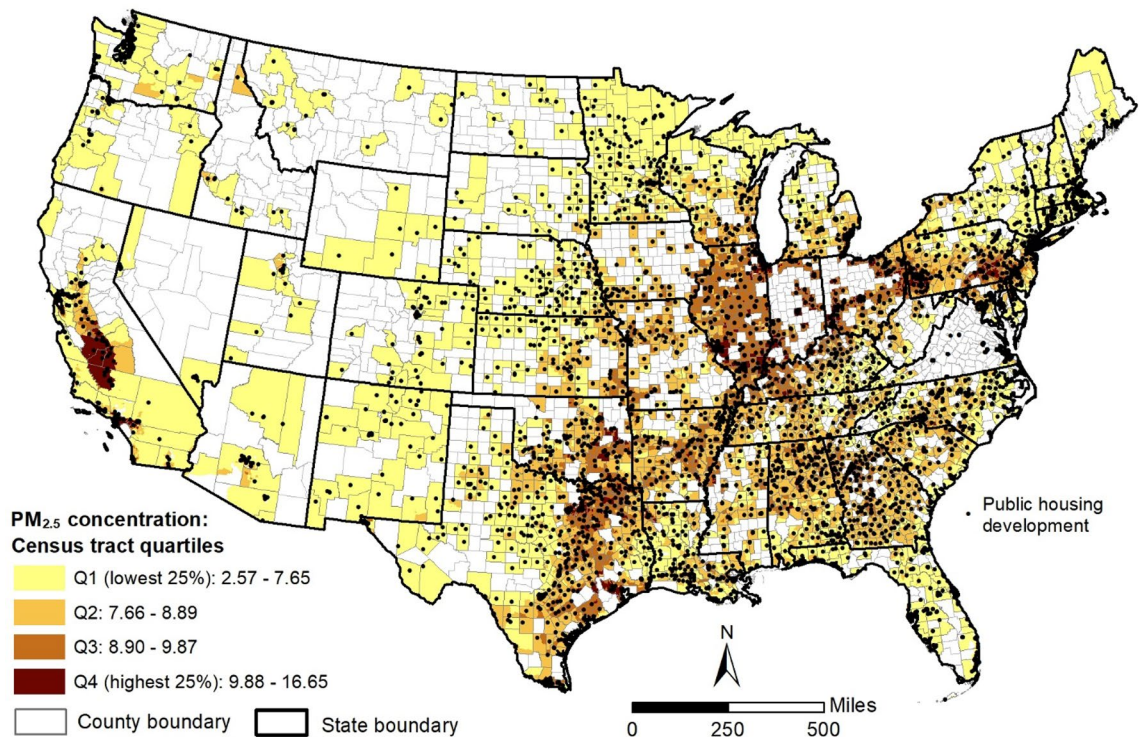 PM2.5 concentration:
Census tract quartiles
Q1 (lowest 25%): 2.57 - 7.65
Q2: 7.66 - 8.89
Q3: 8.90 - 9.87
Q4 (highest 25%): 9.88 - 16.65
County boundary
State boundary
Public housing
development
N
Miles
0 250 500